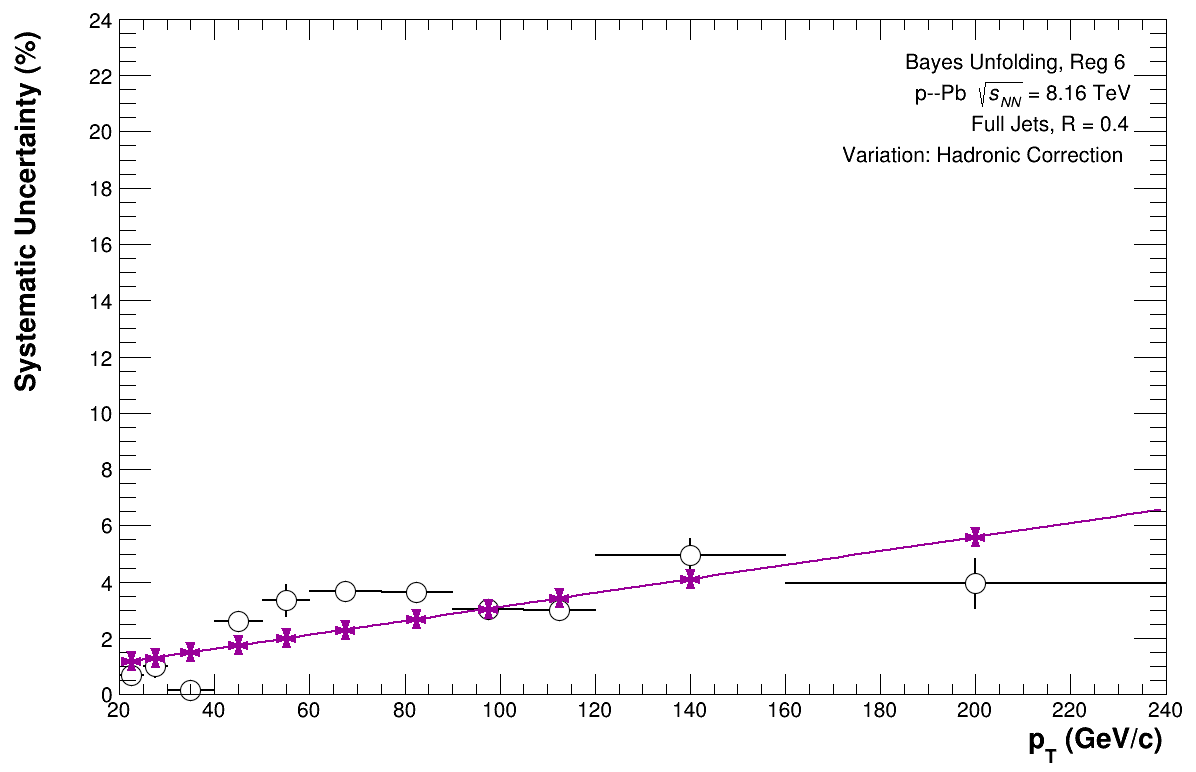 Systematic Uncertainty (%)
24
22
20
18
16
14
12
10
8
6
4
2
0
Bayes Unfolding, Reg 6
p--Pb √s_NN = 8.16 TeV
Full Jets, R = 0.4
Variation: Hadronic Correction
20 40 60 80 100 120 140 160 180 200 220 240
p_T (GeV/c)